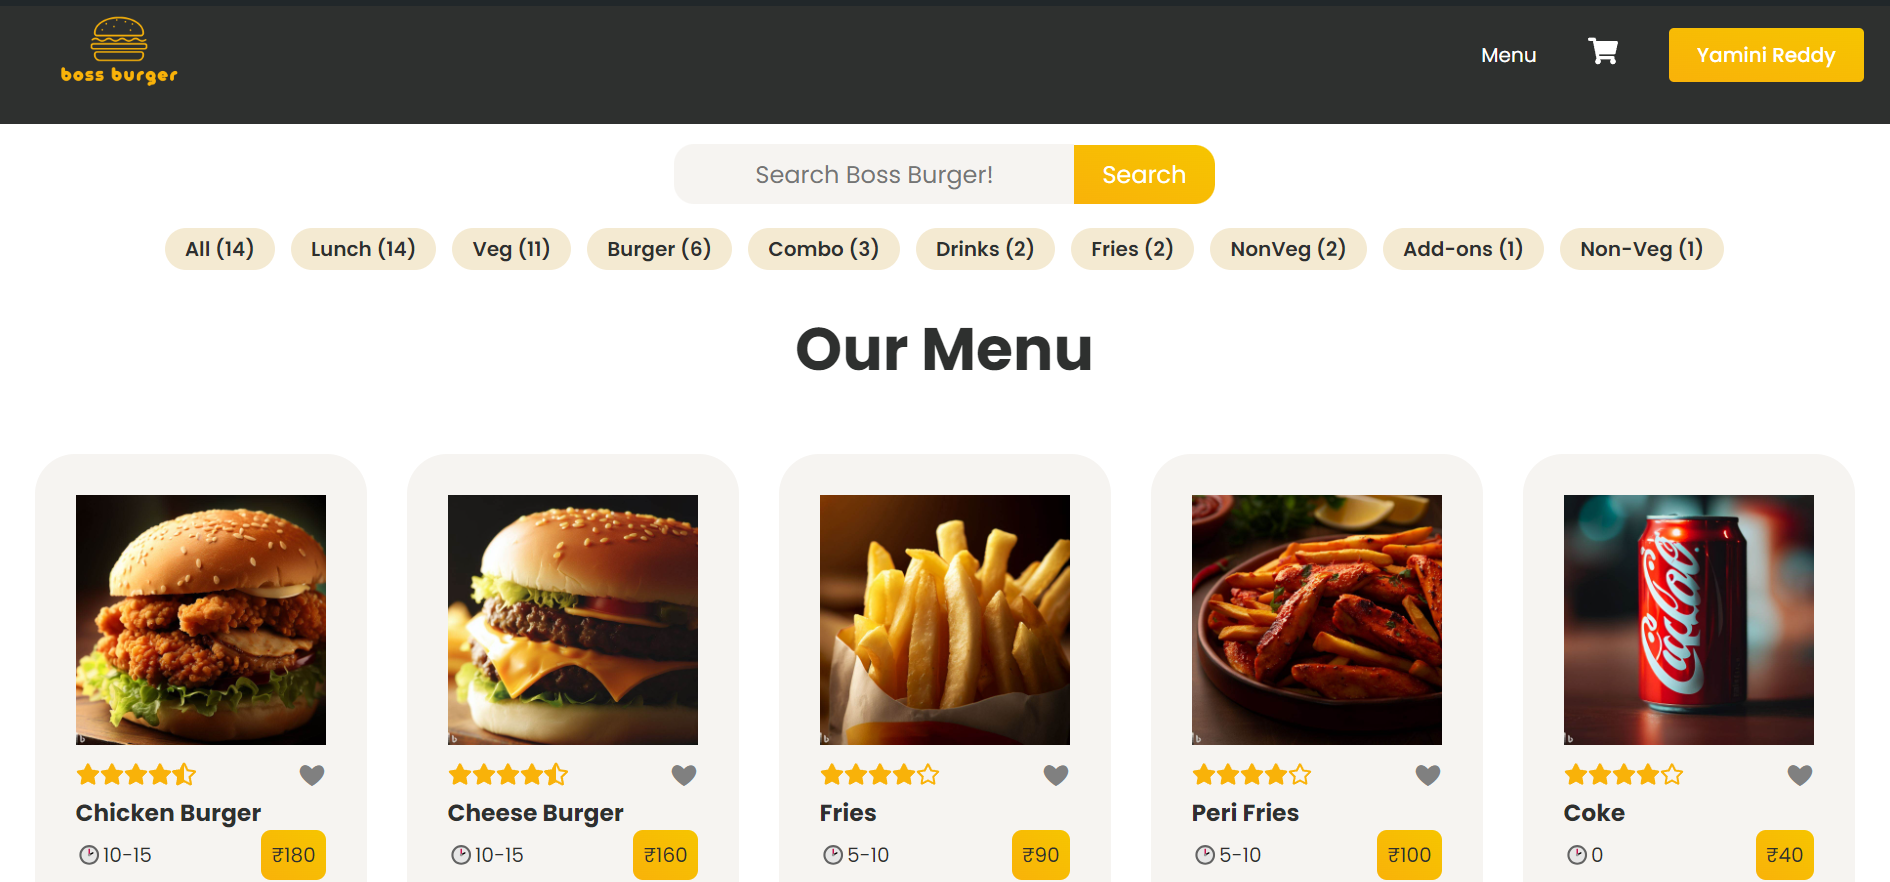 boss burger
Menu
Yamini Reddy
Search Boss Burger!
Search
All (14)
Lunch (14)
Veg (11)
Burger (6)
Combo (3)
Drinks (2)
Fries (2)
NonVeg (2)
Add-ons (1)
Non-Veg (1)
Our Menu
Chicken Burger
10-15
₹180
Cheese Burger
10-15
₹160
Fries
5-10
₹90
Peri Fries
5-10
₹100
Coke
0
₹40